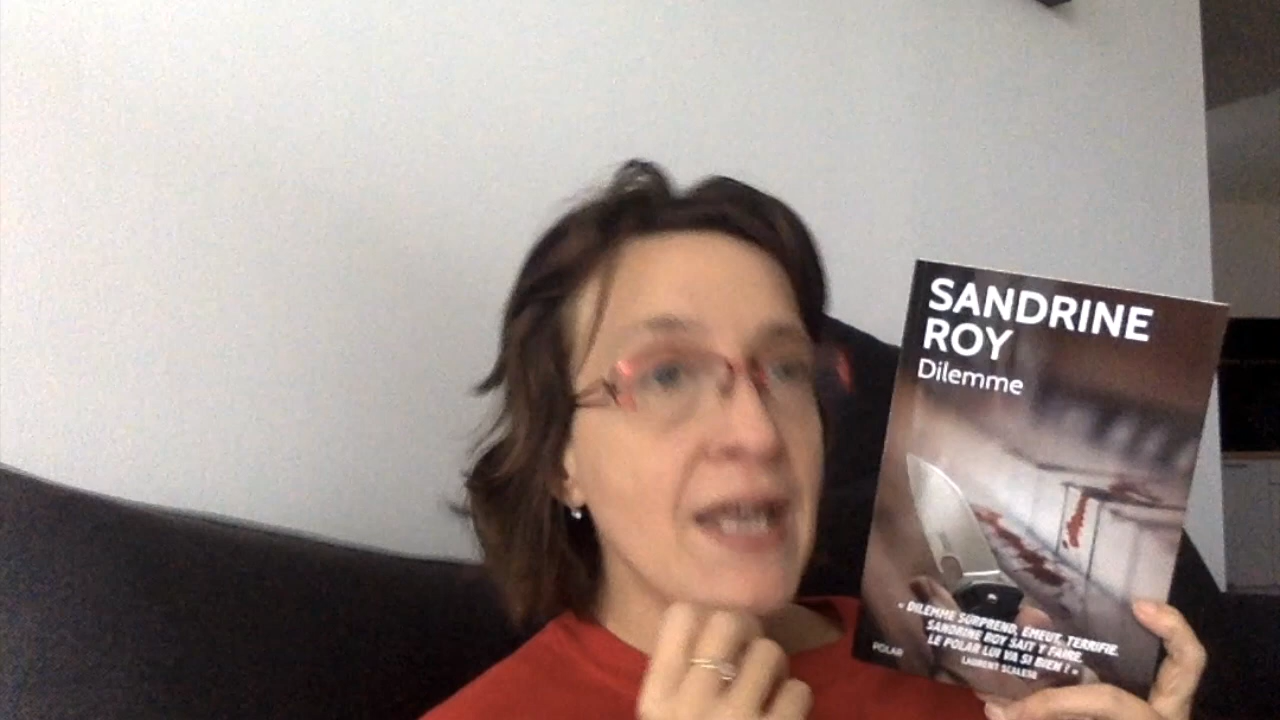 SANDRINE
ROY
Dilemme
« DILEMME SURPREND, ÉMEUT, TERRIFIE.
SANDRINE ROY SAIT Y FAIRE.
LE POLAR LUI VA SI BIEN ! »
LAURENT SCALESE
POLAR